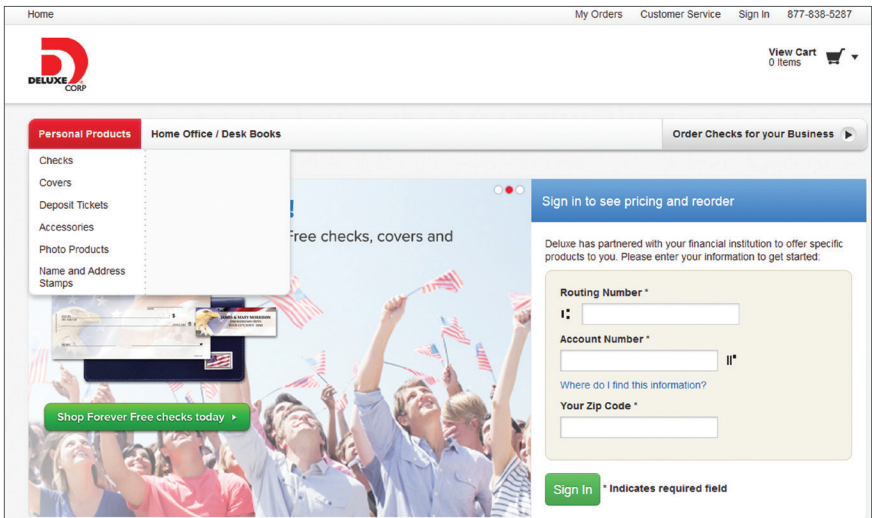 Home
My Orders Customer Service Sign In 877-838-5287
DELUXE
CORP
View Cart
0 Items
Personal Products
Home Office / Desk Books
Order Checks for your Business
Checks
Covers
Deposit Tickets
Accessories
Photo Products
Name and Address
Stamps
!
Free checks, covers and
JAMES & MARY MORRISON
Shop Forever Free checks today
Sign in to see pricing and reorder
Deluxe has partnered with your financial institution to offer specific
products to you. Please enter your information to get started:
Routing Number *
Account Number *
Where do I find this information?
Your Zip Code *
Sign In
* Indicates required field